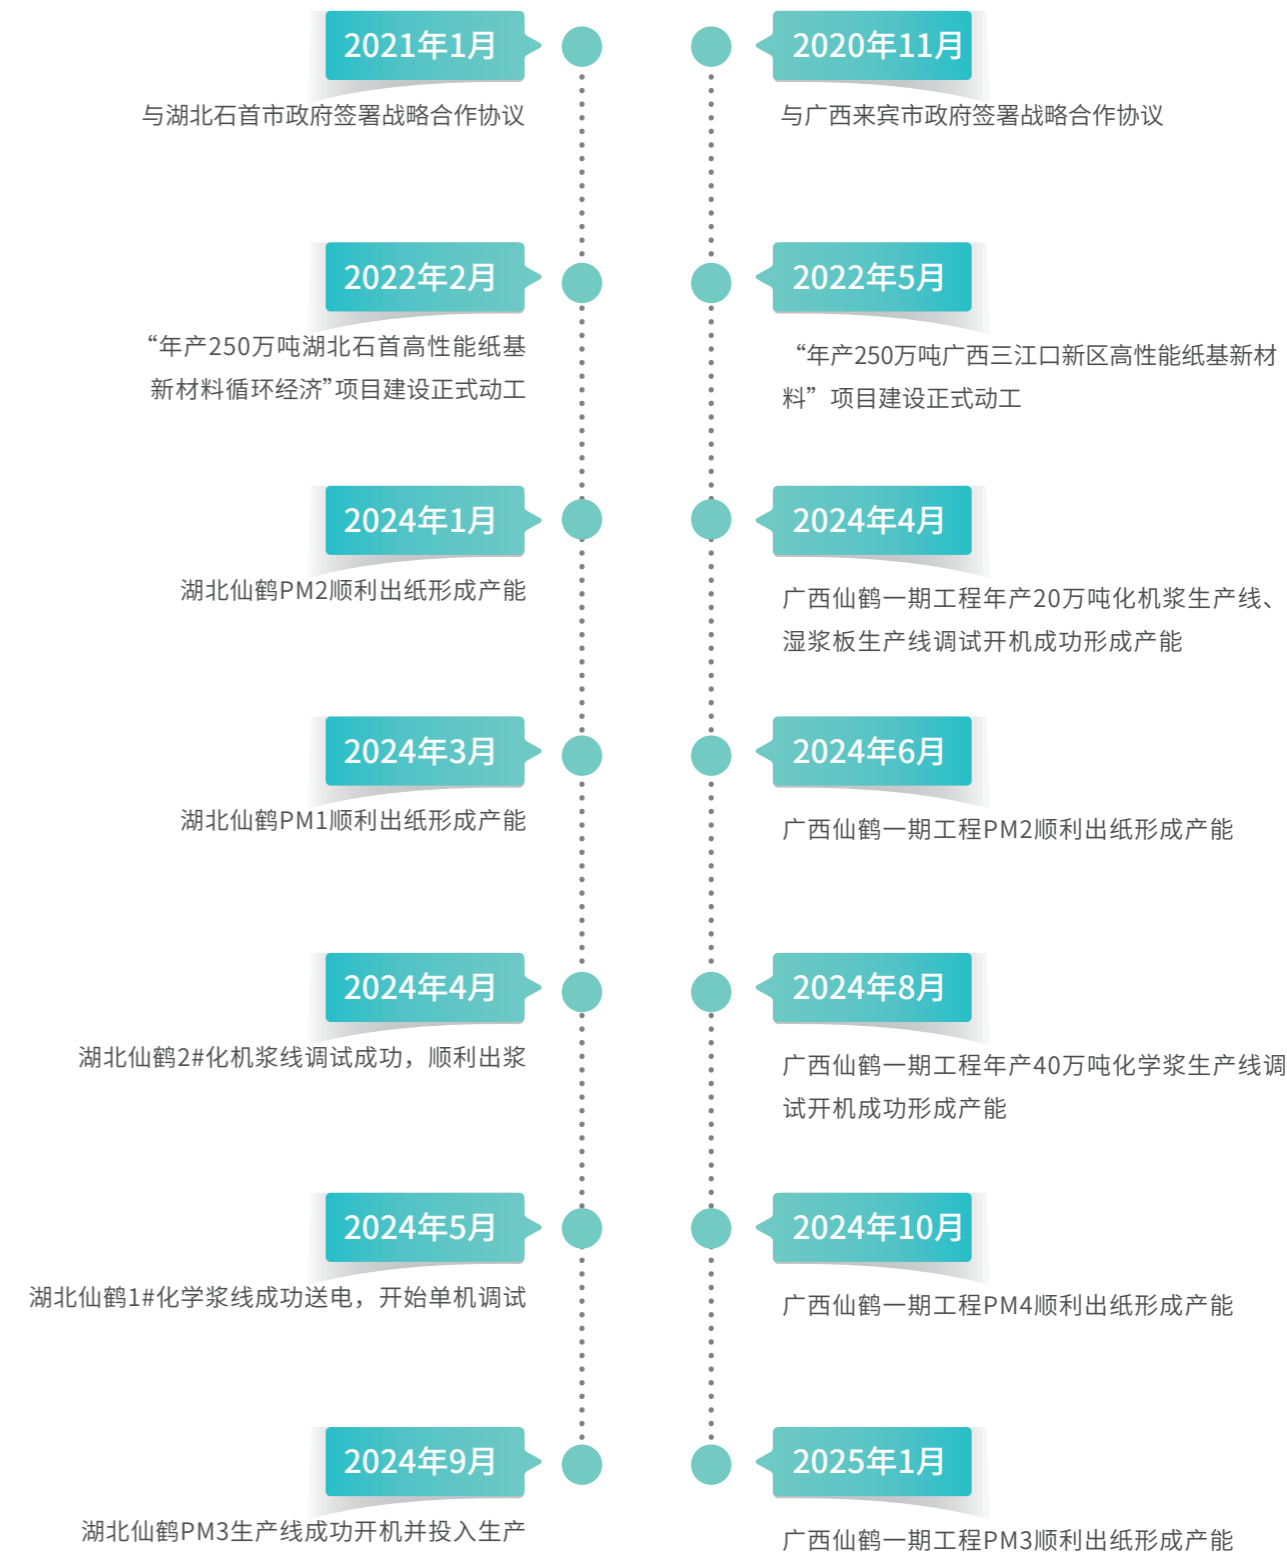 2021年1月
与湖北石首市政府签署战略合作协议
2022年2月
“年产250万吨湖北石首高性能纸基
新材料循环经济”项目建设正式动工
2024年1月
湖北仙鹤PM2顺利出纸形成产能
2024年3月
湖北仙鹤PM1顺利出纸形成产能
2024年4月
湖北仙鹤2#化机浆线调试成功，顺利出浆
2024年5月
湖北仙鹤1#化学浆线成功送电，开始单机调试
2024年9月
湖北仙鹤PM3生产线成功开机并投入生产
2020年11月
与广西来宾市政府签署战略合作协议
2022年5月
“年产250万吨广西三江口新区高性能纸基新材
料”项目建设正式动工
2024年4月
广西仙鹤一期工程年产20万吨化机浆生产线、
湿浆板生产线调试开机成功形成产能
2024年6月
广西仙鹤一期工程PM2顺利出纸形成产能
2024年8月
广西仙鹤一期工程年产40万吨化学浆生产线调
试开机成功形成产能
2024年10月
广西仙鹤一期工程PM4顺利出纸形成产能
2025年1月
广西仙鹤一期工程PM3顺利出纸形成产能